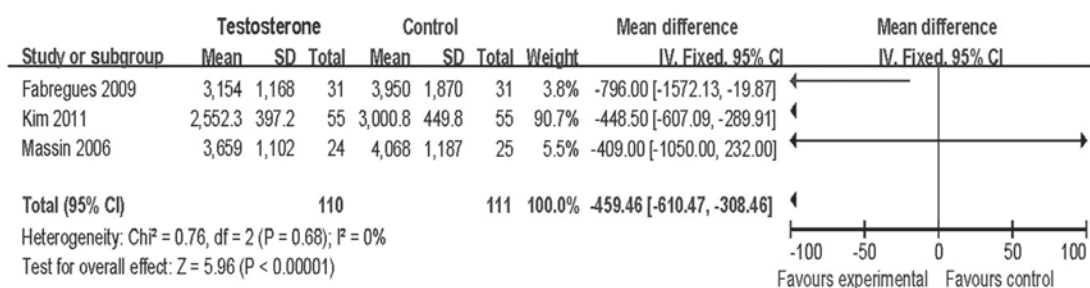 Testosterone Control Mean difference Mean difference
Study or subgroup Mean SD Total Mean SD Total Weight IV. Fixed. 95% CI IV. Fixed. 95% CI
Fabregues 2009 3,154 1,168 31 3,950 1,870 31 3.8% -796.00 [-1572.13, -19.87]
Kim 2011 2,552.3 397.2 55 3,000.8 449.8 55 90.7% -448.50 [-607.09, -289.91]
Massin 2006 3,659 1,102 24 4,068 1,187 25 5.5% -409.00 [-1050.00, 232.00]
Total (95% CI) 110 111 100.0% -459.46 [-610.47, -308.46]
Heterogeneity: Chi² = 0.76, df = 2 (P = 0.68); I² = 0%
Test for overall effect: Z = 5.96 (P < 0.00001)
-100 -50 0 50 100
Favours experimental Favours control